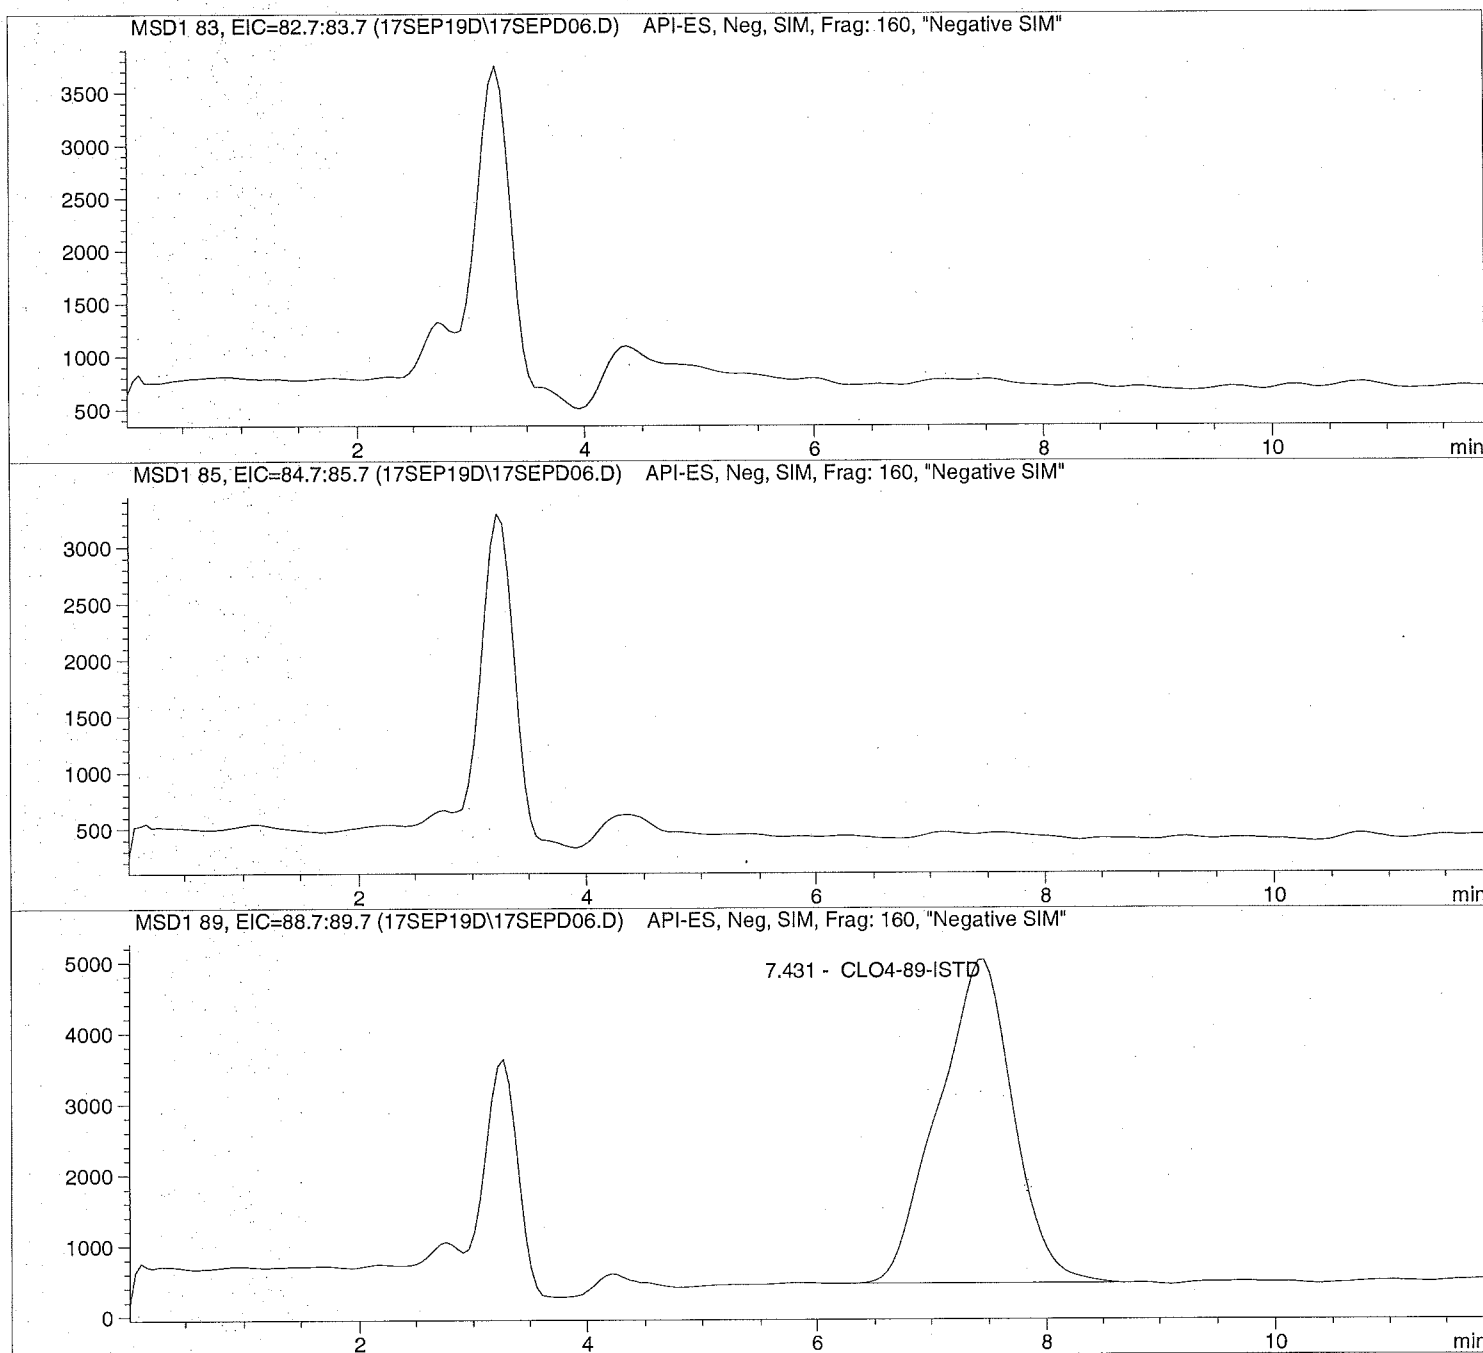 MSD1 83, EIC=82.7:83.7 (17SEP19D\17SEPD06.D) API-ES, Neg, SIM, Frag: 160, "Negative SIM"
3500
3000
2500
2000
1500
1000
500
2 4 6 8 10 min
MSD1 85, EIC=84.7:85.7 (17SEP19D\17SEPD06.D) API-ES, Neg, SIM, Frag: 160, "Negative SIM"
3000
2500
2000
1500
1000
500
2 4 6 8 10 min
MSD1 89, EIC=88.7:89.7 (17SEP19D\17SEPD06.D) API-ES, Neg, SIM, Frag: 160, "Negative SIM"
7.431 - CLO4-89-ISTD
5000
4000
3000
2000
1000
0
2 4 6 8 10 min